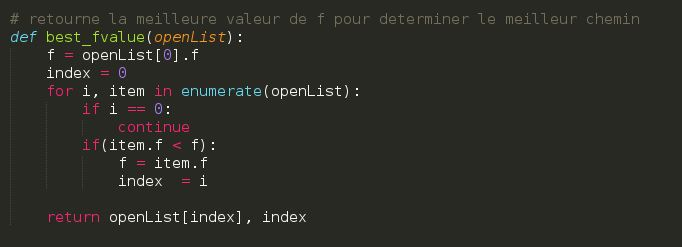 # retourne la meilleure valeur de f pour determiner le meilleur chemin
def best_fvalue(openList):
    f = openList[0].f
    index = 0
    for i, item in enumerate(openList):
        if i == 0:
            continue
        if(item.f < f):
            f = item.f
            index  = i

    return openList[index], index